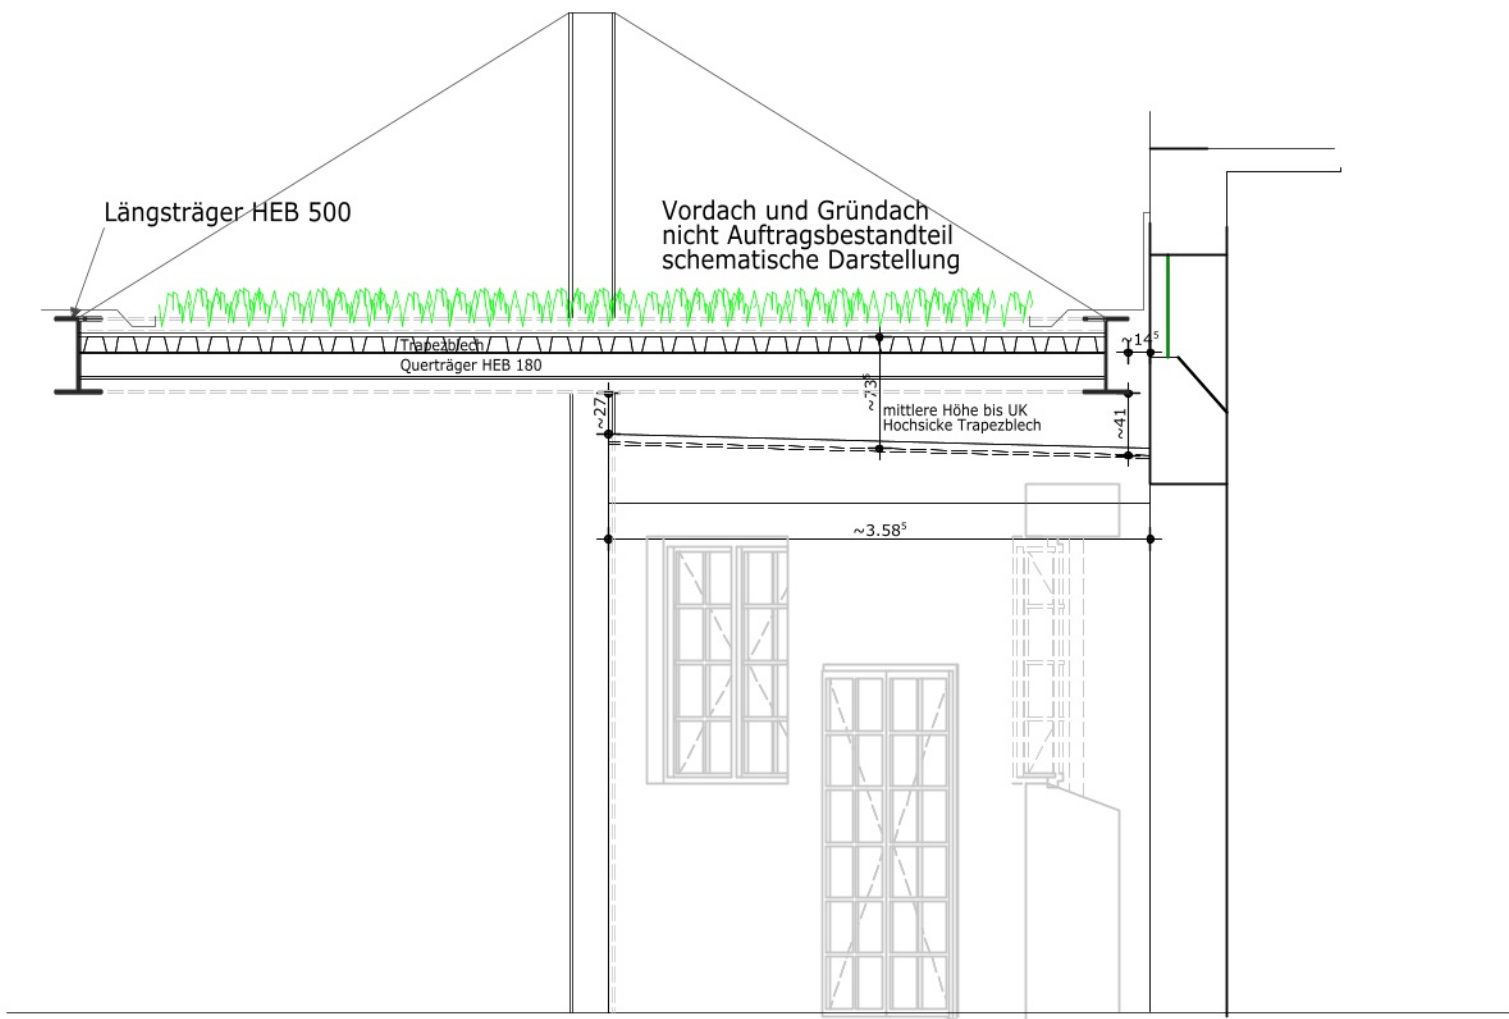 Längsträger HEB 500
Vordach und Gründach
nicht Auftragsbestandteil
schematische Darstellung
Trapezblech
Querträger HEB 180
~14⁵
~27
~73⁵
mittlere Höhe bis UK
Hochsicke Trapezblech
~41
~3.58⁵